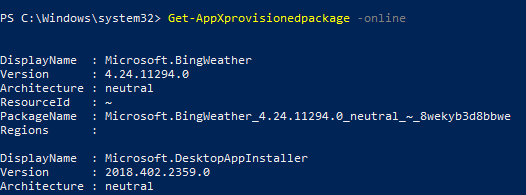 PS C:\Windows\system32> Get-AppXprovisionedpackage -online
DisplayName : Microsoft.BingWeather
Version : 4.24.11294.0
Architecture : neutral
ResourceId : ~
PackageName : Microsoft.BingWeather_4.24.11294.0_neutral_~_8wekyb3d8bbwe
Regions :
DisplayName : Microsoft.DesktopAppInstaller
Version : 2018.402.2359.0
Architecture : neutral